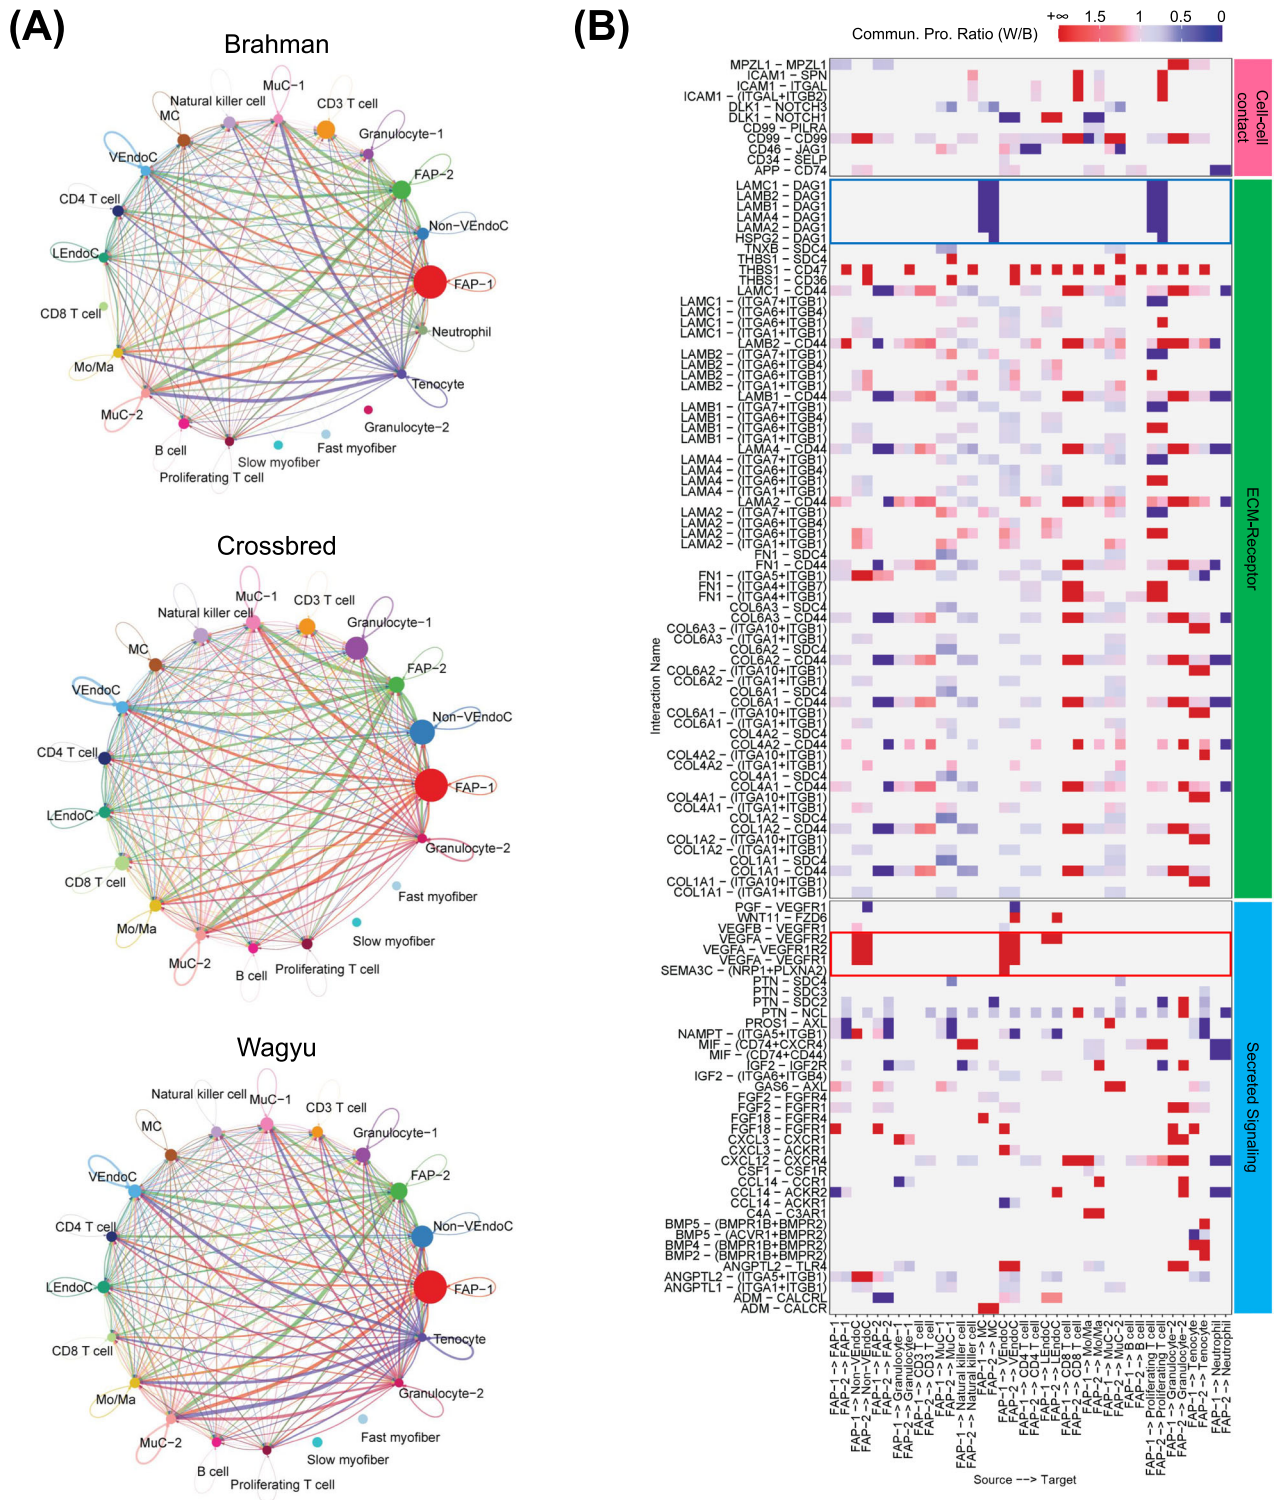 (A)
Brahman
MuC−1
Natural killer cell
CD3 T cell
MC
Granulocyte−1
VEndoC
FAP−2
CD4 T cell
Non−VEndoC
LEndoC
FAP−1
CD8 T cell
Neutrophil
Mo/Ma
Tenocyte
MuC−2
Granulocyte−2
B cell
Fast myofiber
Slow myofiber
Proliferating T cell
Crossbred
MuC−1
CD3 T cell
Natural killer cell
Granulocyte−1
MC
FAP−2
VEndoC
Non−VEndoC
CD4 T cell
FAP−1
LEndoC
Granulocyte−2
CD8 T cell
Fast myofiber
Mo/Ma
Slow myofiber
MuC−2
B cell
Proliferating T cell
Wagyu
Natural killer cell
MuC−1
CD3 T cell
MC
Granulocyte−1
VEndoC
FAP−2
CD4 T cell
Non−VEndoC
LEndoC
FAP−1
CD8 T cell
Tenocyte
Mo/Ma
Granulocyte−2
MuC−2
Fast myofiber
Slow myofiber
B cell
Proliferating T cell
(B)
Commun. Pro. Ratio (W/B)
+∞ 1.5 1 0.5 0
MPZL1 − MPZL1
ICAM1 − SPN
ICAM1 − ITGAL
ICAM1 − (ITGAL+ITGB2)
DLK1 − NOTCH3
DLK1 − NOTCH1
CD99 − PILRA
CD99 − CD99
CD46 − JAG1
CD34 − SELP
APP − CD74
Cell-cell
contact
LAMC1 − DAG1
LAMB2 − DAG1
LAMB1 − DAG1
LAMA4 − DAG1
LAMA2 − DAG1
HSPG2 − DAG1
TNXB − SDC4
THBS1 − SDC4
THBS1 − CD47
THBS1 − CD36
LAMC1 − CD44
LAMC1 − (ITGA7+ITGB1)
LAMC1 − (ITGA6+ITGB4)
LAMC1 − (ITGA6+ITGB1)
LAMC1 − (ITGA1+ITGB1)
LAMB2 − CD44
LAMB2 − (ITGA7+ITGB1)
LAMB2 − (ITGA6+ITGB4)
LAMB2 − (ITGA6+ITGB1)
LAMB2 − (ITGA1+ITGB1)
LAMB1 − CD44
LAMB1 − (ITGA7+ITGB1)
LAMB1 − (ITGA6+ITGB4)
LAMB1 − (ITGA6+ITGB1)
LAMB1 − (ITGA1+ITGB1)
LAMA4 − CD44
LAMA4 − (ITGA7+ITGB1)
LAMA4 − (ITGA6+ITGB4)
LAMA4 − (ITGA6+ITGB1)
LAMA4 − (ITGA1+ITGB1)
LAMA2 − CD44
LAMA2 − (ITGA7+ITGB1)
LAMA2 − (ITGA6+ITGB4)
LAMA2 − (ITGA6+ITGB1)
LAMA2 − (ITGA1+ITGB1)
FN1 − SDC4
FN1 − CD44
FN1 − (ITGA5+ITGB1)
FN1 − (ITGA4+ITGB7)
FN1 − (ITGA4+ITGB1)
COL6A3 − SDC4
COL6A3 − CD44
COL6A3 − (ITGA10+ITGB1)
COL6A3 − (ITGA1+ITGB1)
COL6A2 − SDC4
COL6A2 − CD44
COL6A2 − (ITGA10+ITGB1)
COL6A2 − (ITGA1+ITGB1)
COL6A1 − SDC4
COL6A1 − CD44
COL6A1 − (ITGA10+ITGB1)
COL6A1 − (ITGA1+ITGB1)
COL4A2 − SDC4
COL4A2 − CD44
COL4A2 − (ITGA10+ITGB1)
COL4A2 − (ITGA1+ITGB1)
COL4A1 − SDC4
COL4A1 − CD44
COL4A1 − (ITGA10+ITGB1)
COL4A1 − (ITGA1+ITGB1)
COL1A2 − SDC4
COL1A2 − CD44
COL1A2 − (ITGA10+ITGB1)
COL1A2 − (ITGA1+ITGB1)
COL1A1 − SDC4
COL1A1 − CD44
COL1A1 − (ITGA10+ITGB1)
COL1A1 − (ITGA1+ITGB1)
ECM-Receptor
Interaction Name
PGF − VEGFR1
WNT11 − FZD6
VEGFB − VEGFR1
VEGFA − VEGFR2
VEGFA − VEGFR1R2
VEGFA − VEGFR1
SEMA3C − (NRP1+PLXNA2)
PTN − SDC4
PTN − SDC3
PTN − SDC2
PTN − NCL
PROS1 − AXL
NAMPT − (ITGA5+ITGB1)
MIF − (CD74+CXCR4)
MIF − (CD74+CD44)
IGF2 − IGF2R
IGF2 − (ITGA6+ITGB4)
GAS6 − AXL
FGF2 − FGFR4
FGF2 − FGFR1
FGF18 − FGFR4
FGF18 − FGFR1
CXCL3 − CXCR1
CXCL3 − ACKR1
CXCL12 − CXCR4
CSF1 − CSF1R
CCL14 − CCR1
CCL14 − ACKR2
CCL14 − ACKR1
C4A − C3AR1
BMP5 − (BMPR1B+BMPR2)
BMP5 − (ACVR1+BMPR2)
BMP4 − (BMPR1B+BMPR2)
BMP2 − (BMPR1B+BMPR2)
ANGPTL2 − TLR4
ANGPTL2 − (ITGA5+ITGB1)
ANGPTL1 − (ITGA1+ITGB1)
ADM − CALCRL
ADM − CALCR
Secreted Signaling
FAP−1 −> FAP−1
FAP−2 −> FAP−1
FAP−1 −> Non−VEndoC
FAP−2 −> Non−VEndoC
FAP−1 −> FAP−2
FAP−2 −> FAP−2
FAP−1 −> Granulocyte−1
FAP−2 −> Granulocyte−1
FAP−1 −> CD3 T cell
FAP−2 −> CD3 T cell
FAP−1 −> MuC−1
FAP−2 −> MuC−1
FAP−1 −> Natural killer cell
FAP−2 −> Natural killer cell
FAP−1 −> MC
FAP−2 −> MC
FAP−1 −> VEndoC
FAP−2 −> VEndoC
FAP−1 −> CD4 T cell
FAP−2 −> CD4 T cell
FAP−1 −> LEndoC
FAP−2 −> LEndoC
FAP−1 −> CD8 T cell
FAP−2 −> CD8 T cell
FAP−1 −> Mo/Ma
FAP−2 −> Mo/Ma
FAP−1 −> MuC−2
FAP−2 −> MuC−2
FAP−1 −> B cell
FAP−2 −> B cell
FAP−1 −> Proliferating T cell
FAP−2 −> Proliferating T cell
FAP−1 −> Granulocyte−2
FAP−2 −> Granulocyte−2
FAP−1 −> Tenocyte
FAP−2 −> Tenocyte
FAP−1 −> Neutrophil
FAP−2 −> Neutrophil
Source −−> Target